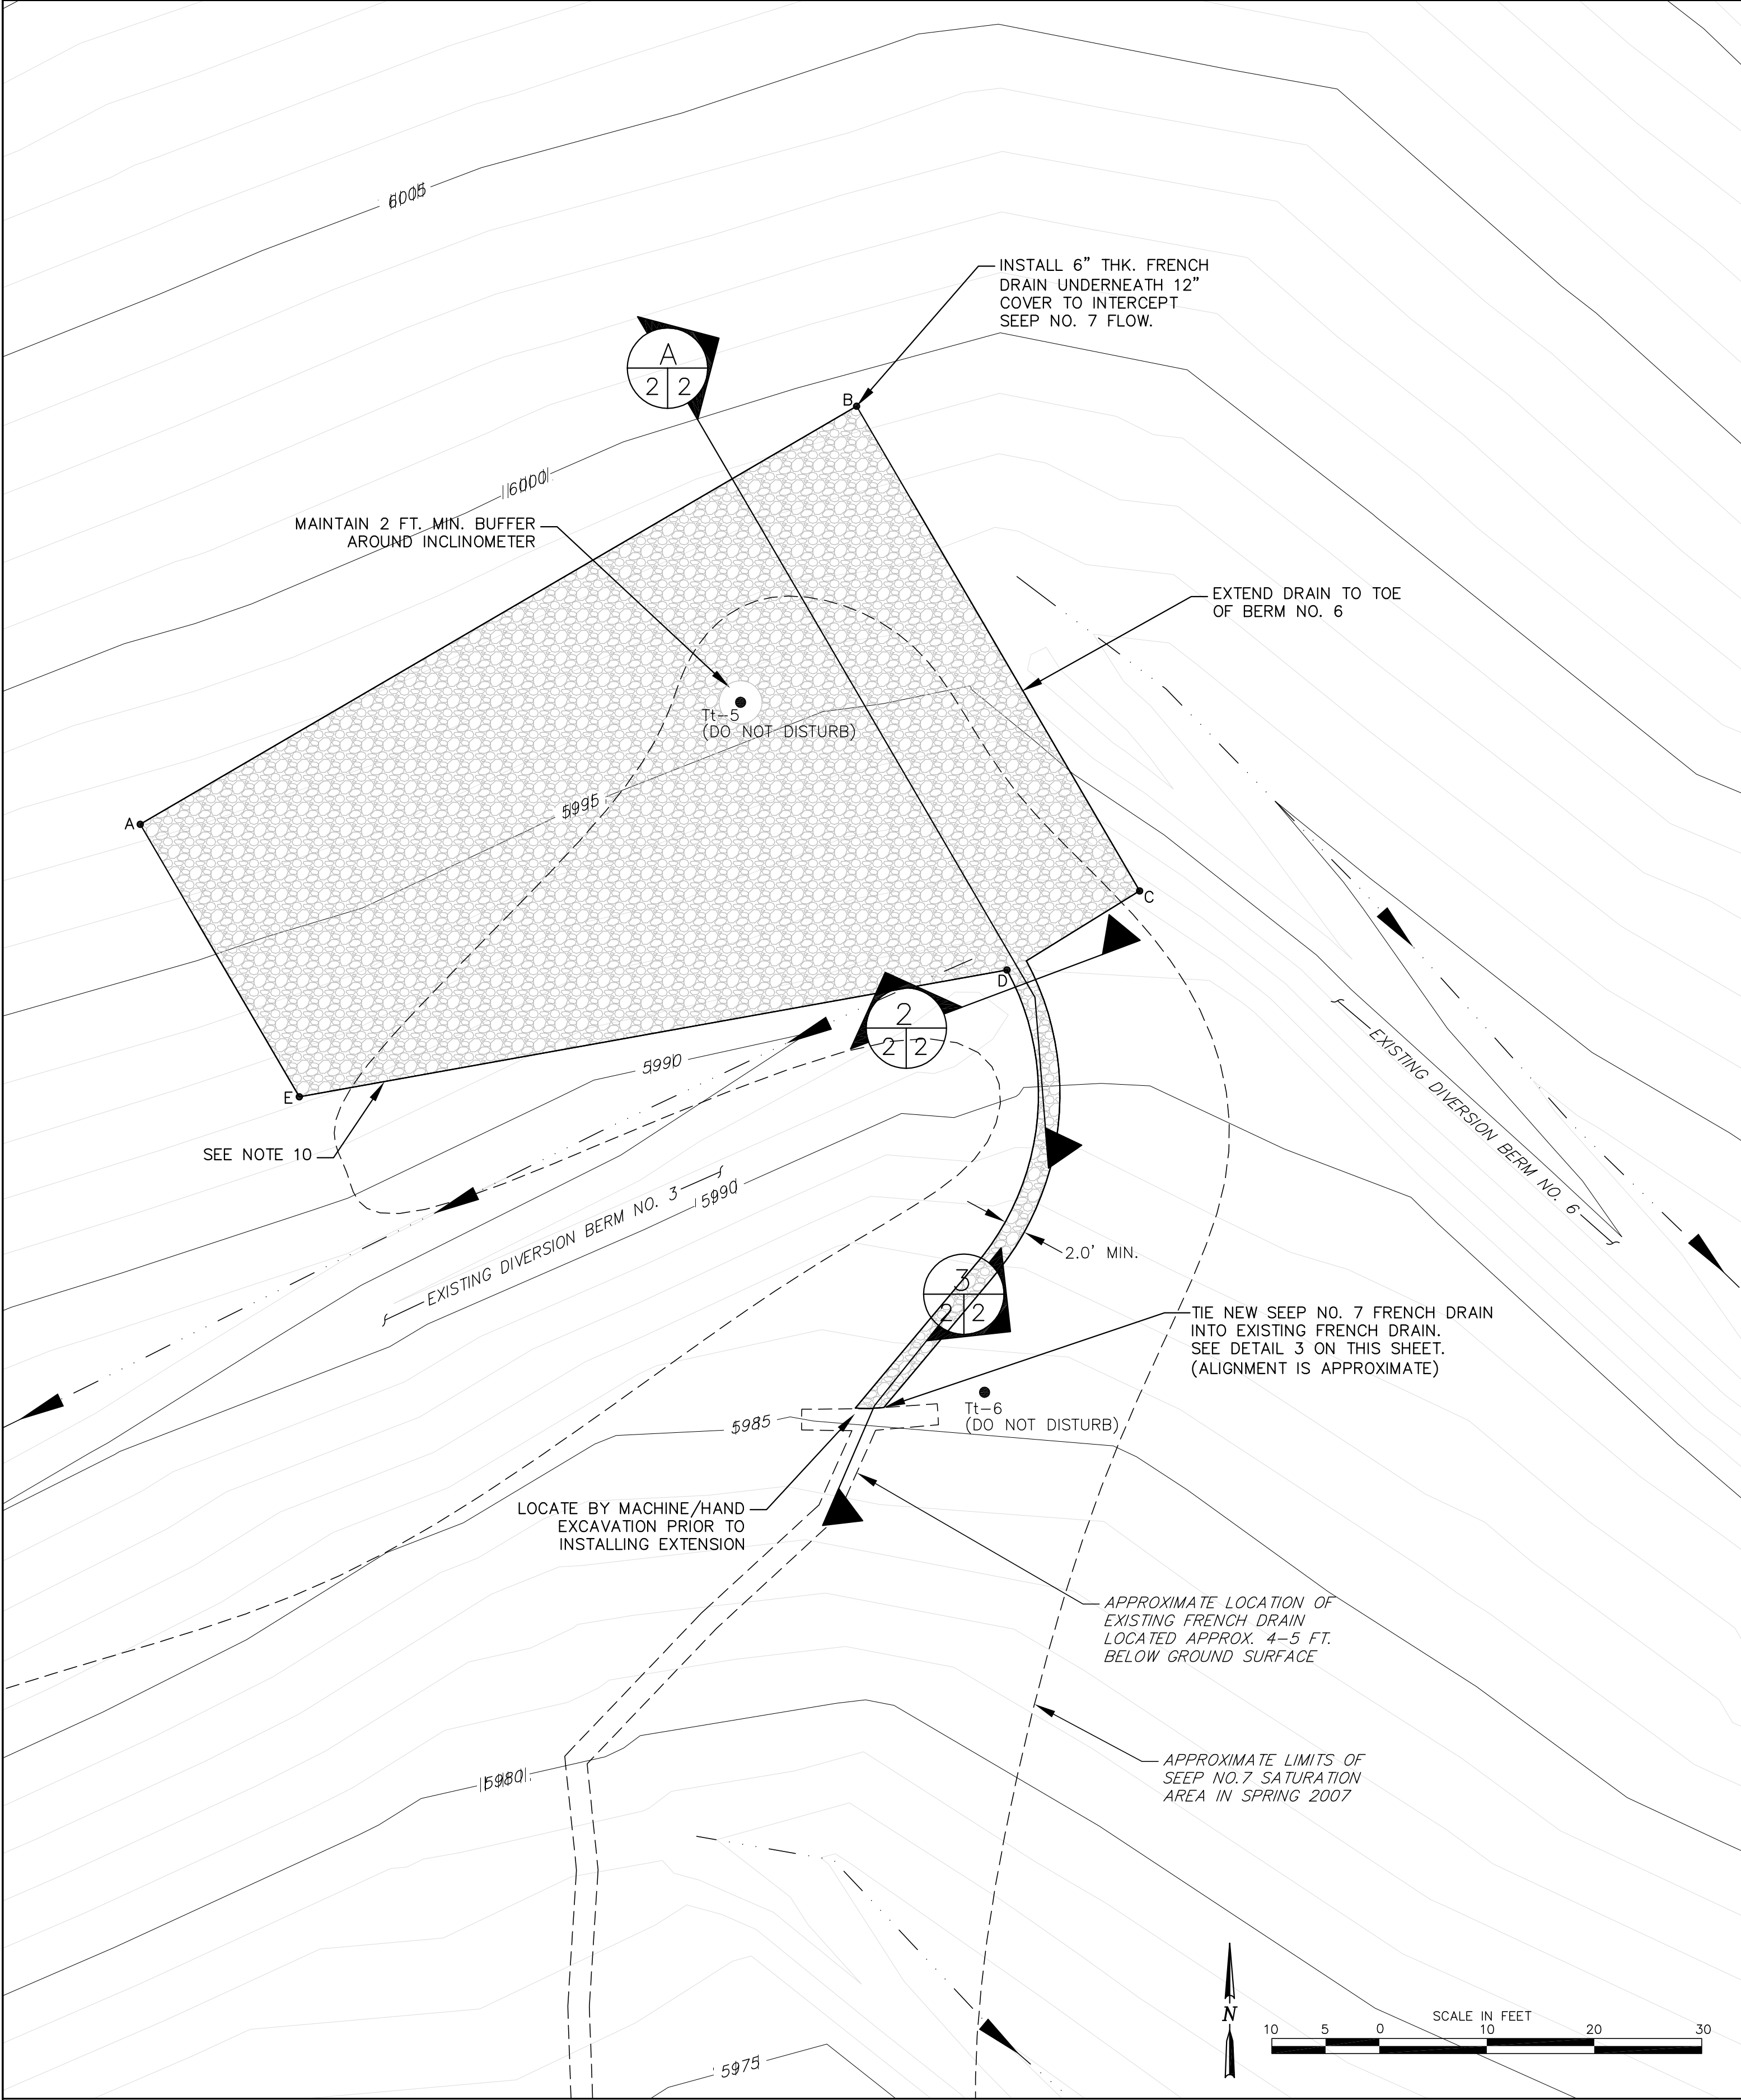 6005
INSTALL 6" THK. FRENCH
DRAIN UNDERNEATH 12"
COVER TO INTERCEPT
SEEP NO. 7 FLOW.
A
2 2
B
6000
MAINTAIN 2 FT. MIN. BUFFER
AROUND INCLINOMETER
EXTEND DRAIN TO TOE
OF BERM NO. 6
Tt-5
(DO NOT DISTURB)
5995
A
C
D
2
2 2
EXISTING DIVERSION BERM NO. 6
5990
E
SEE NOTE 10
5990
EXISTING DIVERSION BERM NO. 3
2.0' MIN.
3
2 2
TIE NEW SEEP NO. 7 FRENCH DRAIN
INTO EXISTING FRENCH DRAIN.
SEE DETAIL 3 ON THIS SHEET.
(ALIGNMENT IS APPROXIMATE)
Tt-6
(DO NOT DISTURB)
5985
LOCATE BY MACHINE/HAND
EXCAVATION PRIOR TO
INSTALLING EXTENSION
APPROXIMATE LOCATION OF
EXISTING FRENCH DRAIN
LOCATED APPROX. 4-5 FT.
BELOW GROUND SURFACE
APPROXIMATE LIMITS OF
SEEP NO.7 SATURATION
AREA IN SPRING 2007
5980
N
SCALE IN FEET
10 5 0 10 20 30
5975